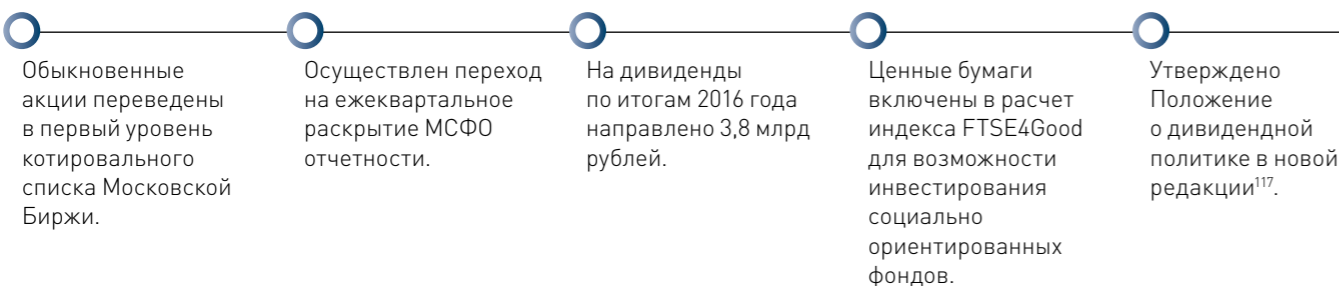 Обыкновенные
акции переведены
в первый уровень
котировального
списка Московской
Биржи.
Осуществлен переход
на ежеквартальное
раскрытие МСФО
отчетности.
На дивиденды
по итогам 2016 года
направлено 3,8 млрд
рублей.
Ценные бумаги
включены в расчет
индекса FTSE4Good
для возможности
инвестирования
социально
ориентированных
фондов.
Утверждено
Положение
о дивидендной
политике в новой
редакции¹¹⁷.